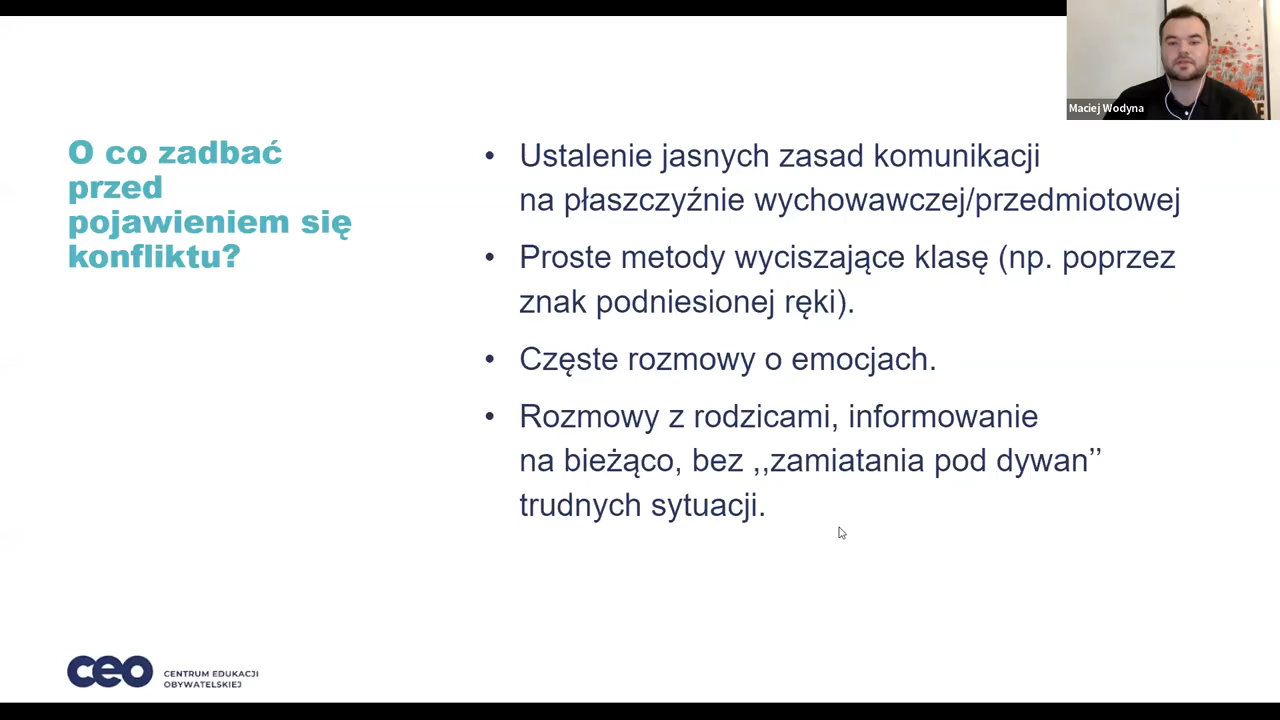 Maciej Wodyna
O co zadbać
przed
pojawieniem się
konfliktu?
• Ustalenie jasnych zasad komunikacji
na płaszczyźnie wychowawczej/przedmiotowej
• Proste metody wyciszające klasę (np. poprzez
znak podniesionej ręki).
• Częste rozmowy o emocjach.
• Rozmowy z rodzicami, informowanie
na bieżąco, bez ,,zamiatania pod dywan’’
trudnych sytuacji.
ceo
CENTRUM EDUKACJI
OBYWATELSKIEJ